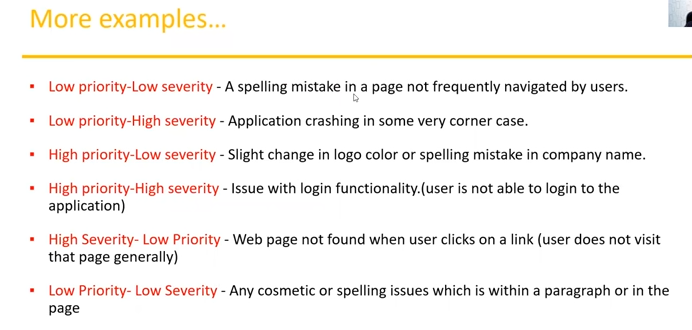 More examples...
▪ Low priority-Low severity - A spelling mistake in a page not frequently navigated by users.
▪ Low priority-High severity - Application crashing in some very corner case.
▪ High priority-Low severity - Slight change in logo color or spelling mistake in company name.
▪ High priority-High severity - Issue with login functionality.(user is not able to login to the
application)
▪ High Severity- Low Priority - Web page not found when user clicks on a link (user does not visit
that page generally)
▪ Low Priority- Low Severity - Any cosmetic or spelling issues which is within a paragraph or in the
page